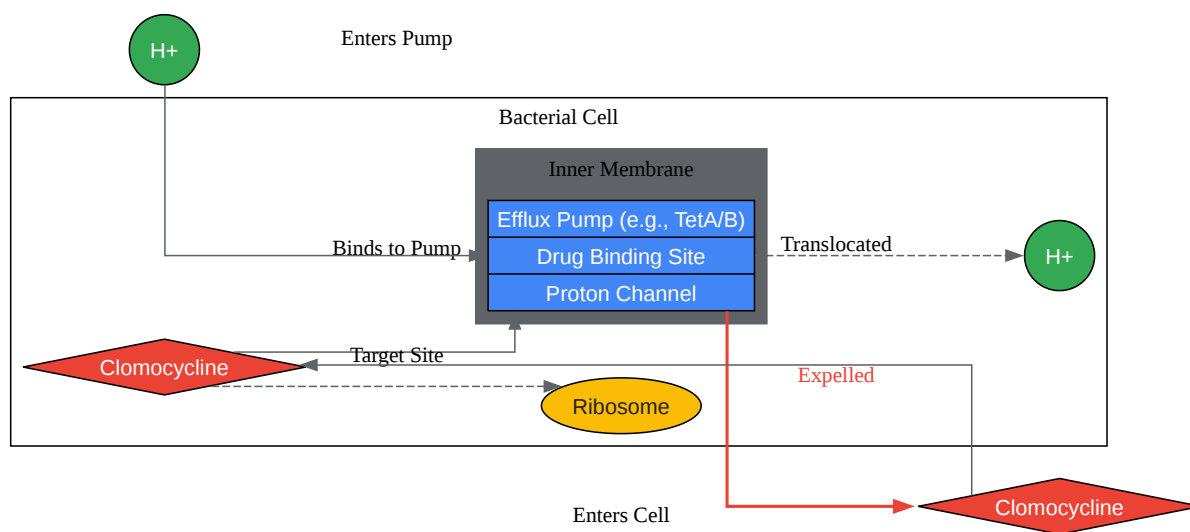 Enters Pump
H+
Bacterial Cell
Inner Membrane
Efflux Pump (e.g., TetA/B)
Binds to Pump
Drug Binding Site
Translocated
H+
Proton Channel
Target Site
Clomocycline
Expelled
Ribosome
Clomocycline
Enters Cell